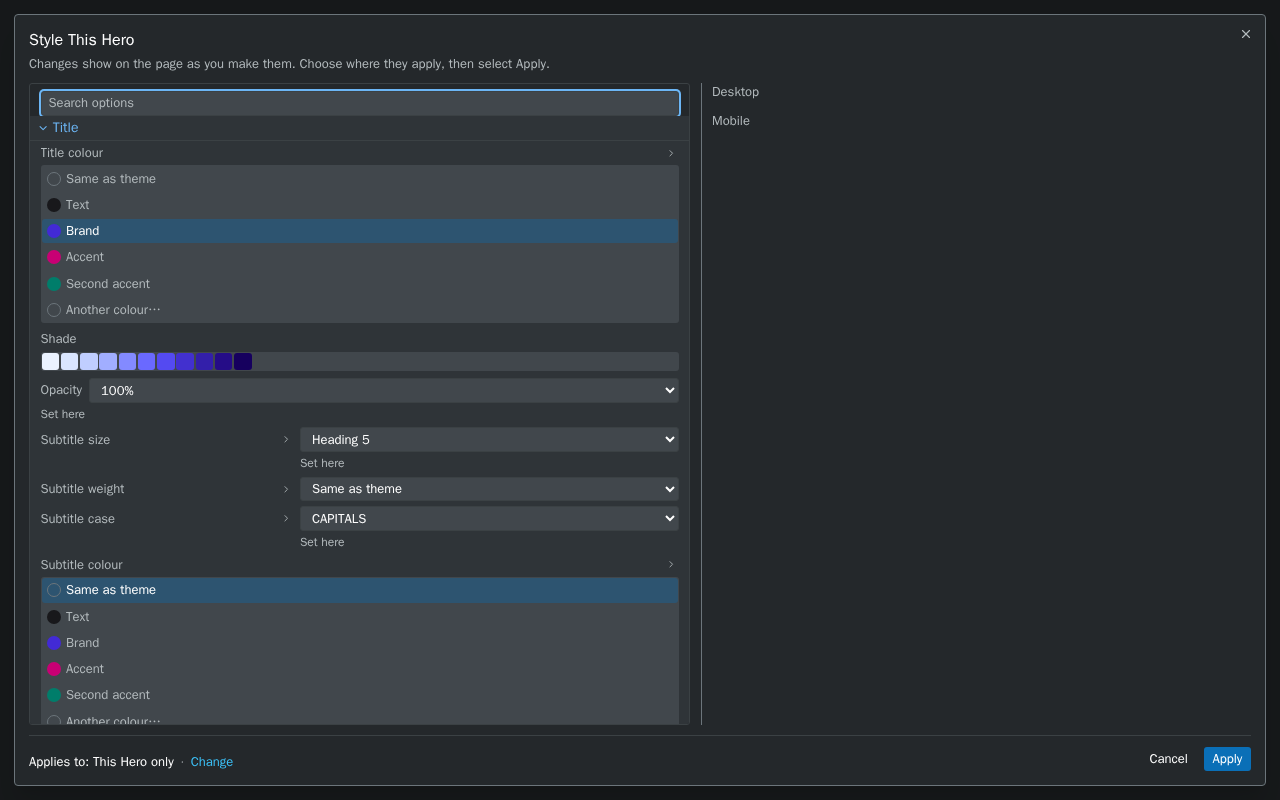 Style This Hero
Changes show on the page as you make them. Choose where they apply, then select Apply.
Search options
Title
Title colour
Same as theme
Text
Brand
Accent
Second accent
Another colour⋯
Shade
Opacity 100%
Set here
Subtitle size Heading 5
Set here
Subtitle weight Same as theme
Subtitle case CAPITALS
Set here
Subtitle colour
Same as theme
Text
Brand
Accent
Second accent
Another colour⋯
Desktop
Mobile
Applies to: This Hero only · Change
Cancel Apply